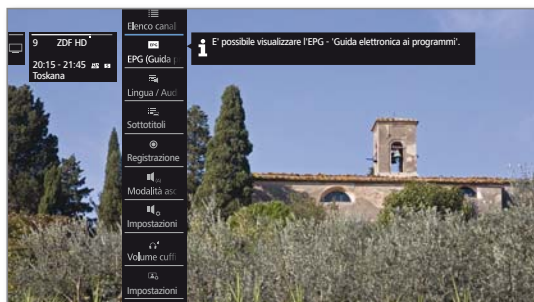 9 ZDF HD
20:15 - 21:45
Toskana
Elenco canal
EPG
EPG (Guida p
Lingua / Aud
Sottotitoli
Registrazione
Modalità asc
Impostazioni
Volume cuffi
Impostazioni
E' possibile visualizzare l'EPG - 'Guida elettronica ai programmi'.